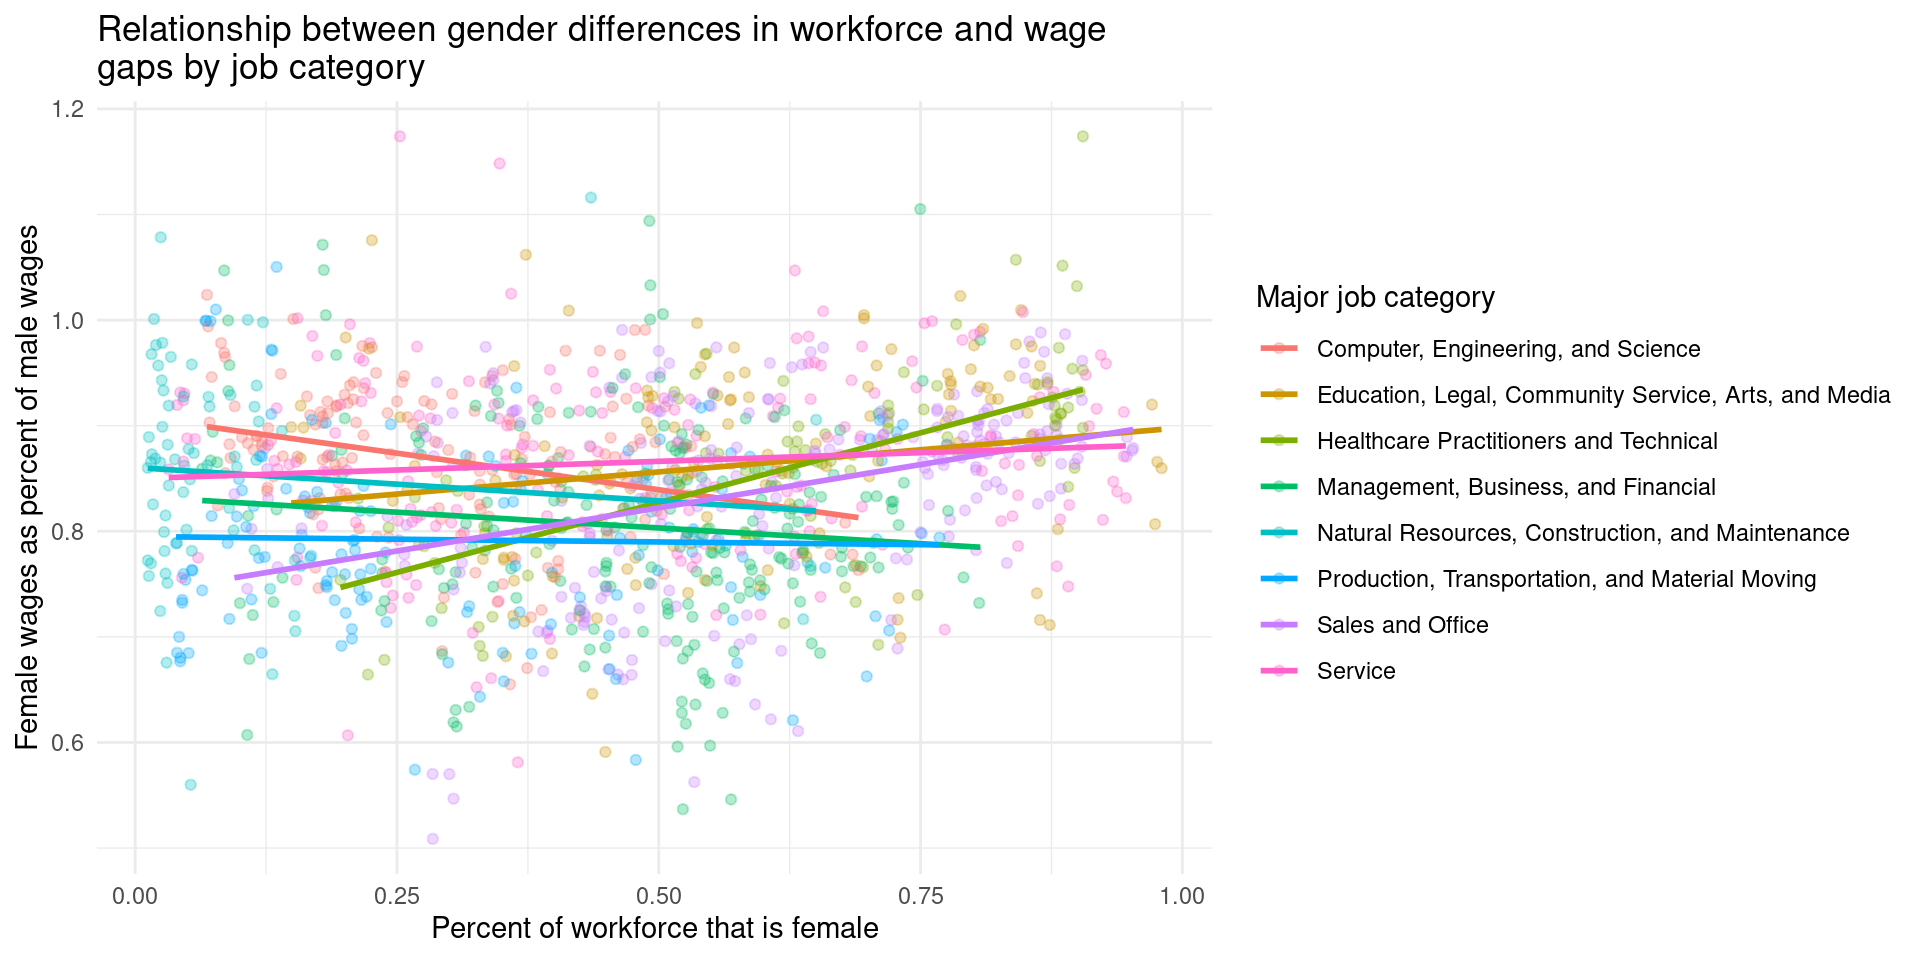 Relationship between gender differences in workforce and wage
gaps by job category
Female wages as percent of male wages
1.2
1.0
0.8
0.6
0.00
0.25
0.50
0.75
1.00
Percent of workforce that is female
Major job category
Computer, Engineering, and Science
Education, Legal, Community Service, Arts, and Media
Healthcare Practitioners and Technical
Management, Business, and Financial
Natural Resources, Construction, and Maintenance
Production, Transportation, and Material Moving
Sales and Office
Service